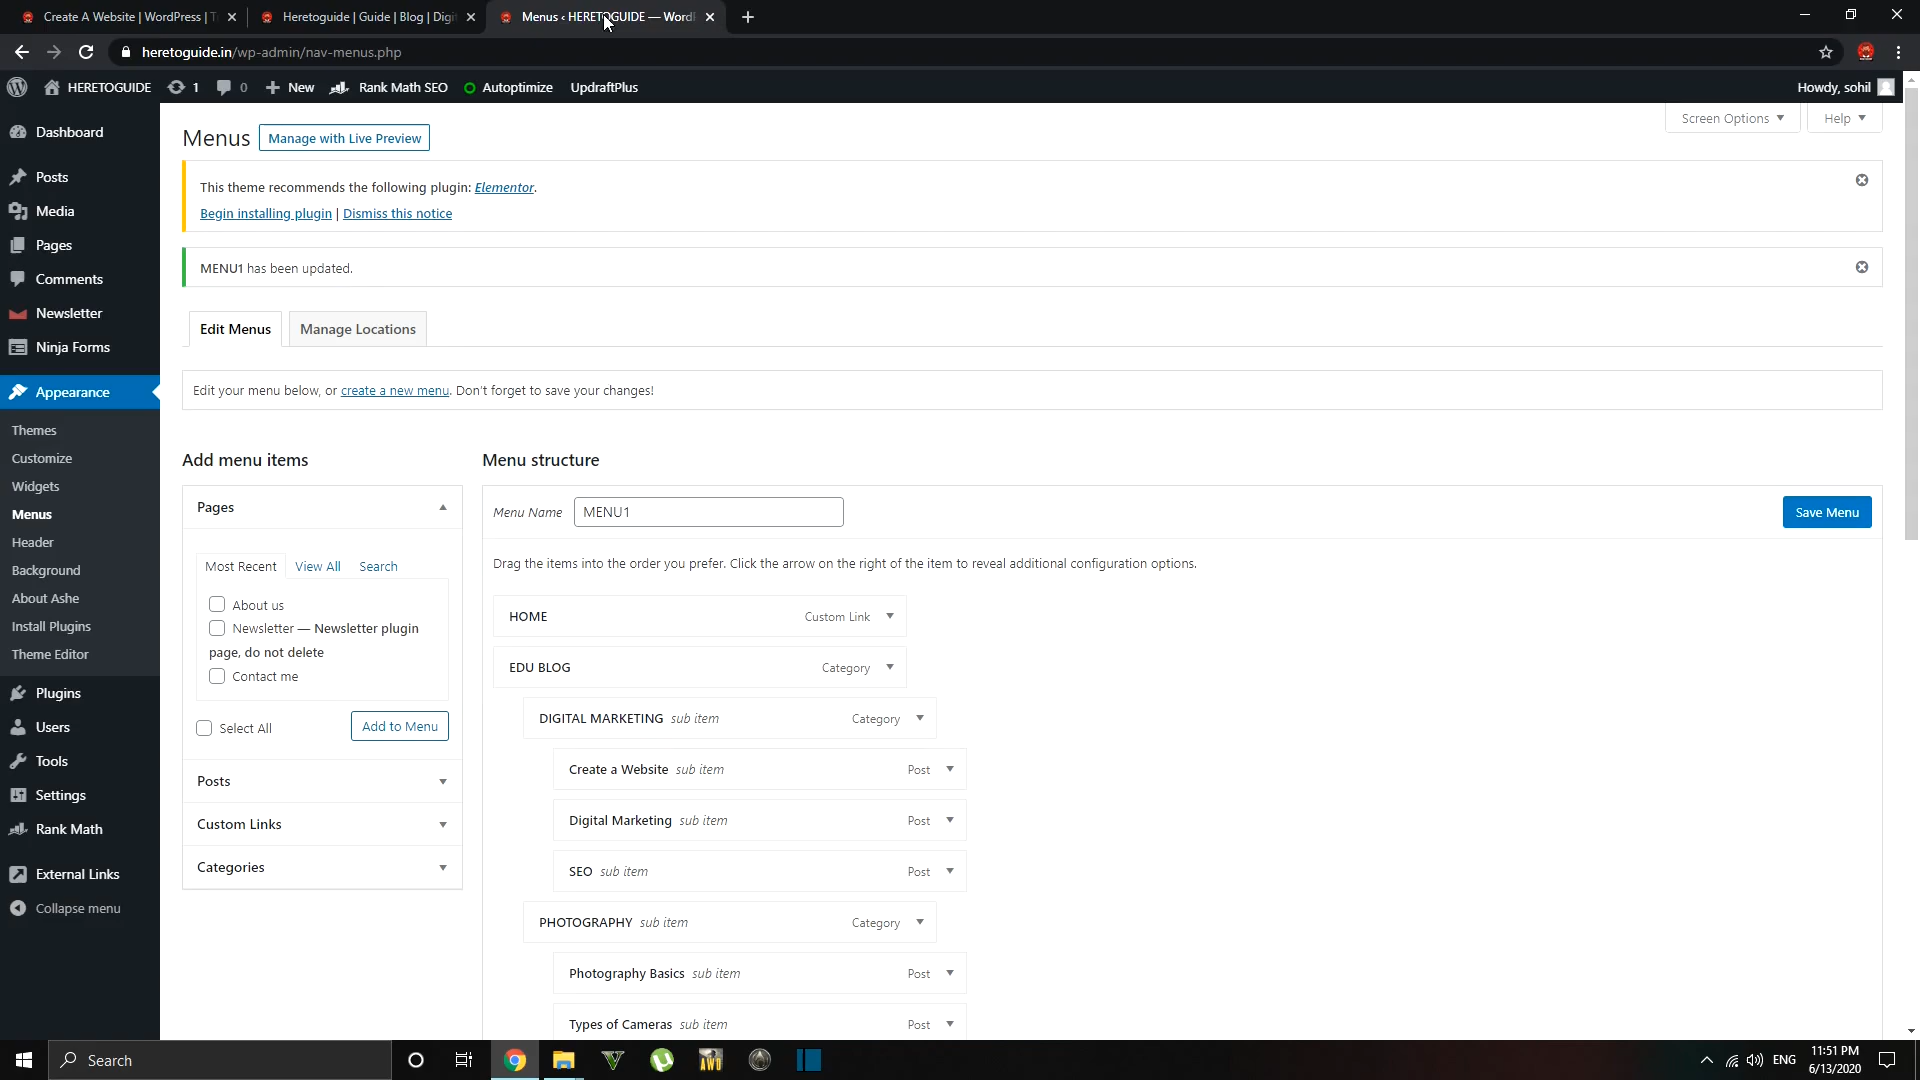 Create A Website | WordPress | T
Heretoguide | Guide | Blog | Digi
Menus ‹ HERETOGUIDE — WordP
heretoguide.in/wp-admin/nav-menus.php
HERETOGUIDE
1
0
New
Rank Math SEO
Autoptimize
UpdraftPlus
Howdy, sohil
Dashboard
Posts
Media
Pages
Comments
Newsletter
Ninja Forms
Appearance
Themes
Customize
Widgets
Menus
Header
Background
About Ashe
Install Plugins
Theme Editor
Plugins
Users
Tools
Settings
Rank Math
External Links
Collapse menu
Screen Options
Help
Menus
Manage with Live Preview
This theme recommends the following plugin: Elementor.
Begin installing plugin | Dismiss this notice
MENU1 has been updated.
Edit Menus
Manage Locations
Edit your menu below, or create a new menu. Don't forget to save your changes!
Add menu items
Pages
Most Recent
View All
Search
About us
Newsletter — Newsletter plugin
page, do not delete
Contact me
Select All
Add to Menu
Posts
Custom Links
Categories
Menu structure
Menu Name
MENU1
Save Menu
Drag the items into the order you prefer. Click the arrow on the right of the item to reveal additional configuration options.
HOME
Custom Link
EDU BLOG
Category
DIGITAL MARKETING sub item
Category
Create a Website sub item
Post
Digital Marketing sub item
Post
SEO sub item
Post
PHOTOGRAPHY sub item
Category
Photography Basics sub item
Post
Types of Cameras sub item
Post
Search
AWD
ENG
11:51 PM
6/13/2020